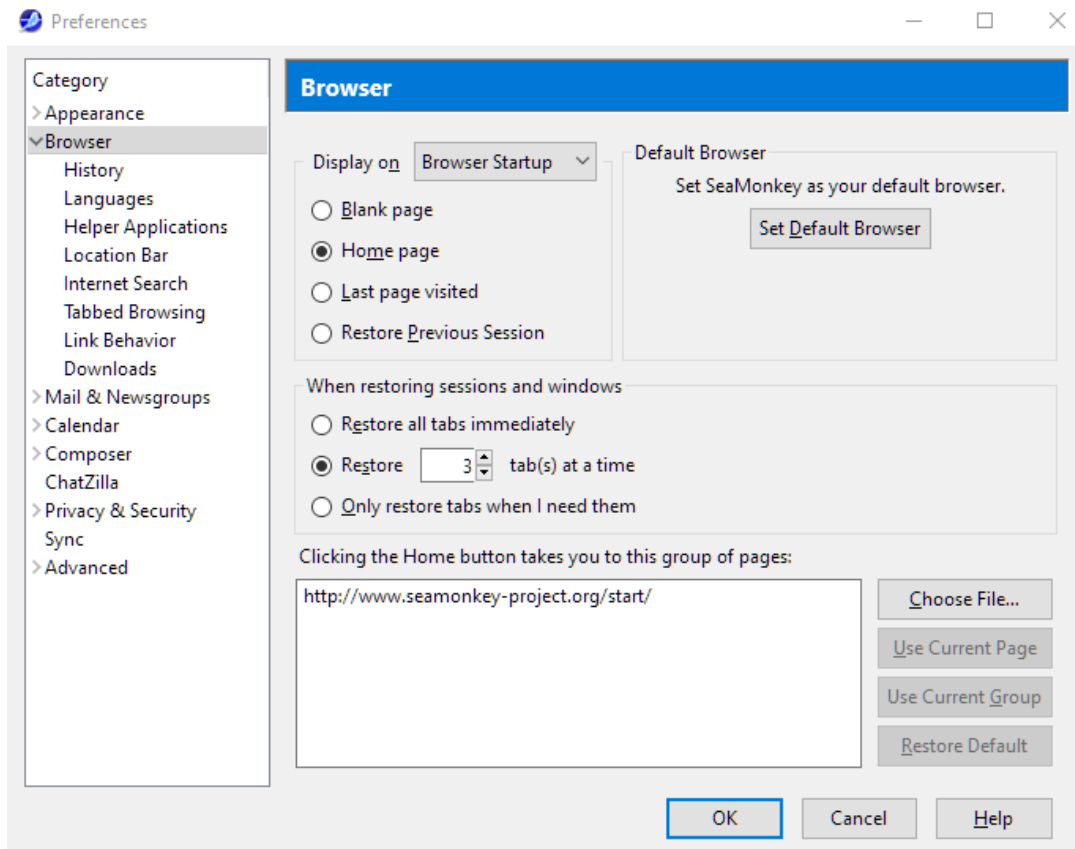 Preferences
Category
Appearance
Browser
History
Languages
Helper Applications
Location Bar
Internet Search
Tabbed Browsing
Link Behavior
Downloads
Mail & Newsgroups
Calendar
Composer
ChatZilla
Privacy & Security
Sync
Advanced
Browser
Display on Browser Startup
Blank page
Home page
Last page visited
Restore Previous Session
Default Browser
Set SeaMonkey as your default browser.
Set Default Browser
When restoring sessions and windows
Restore all tabs immediately
Restore 3 tab(s) at a time
Only restore tabs when I need them
Clicking the Home button takes you to this group of pages:
http://www.seamonkey-project.org/start/
Choose File...
Use Current Page
Use Current Group
Restore Default
OK Cancel Help